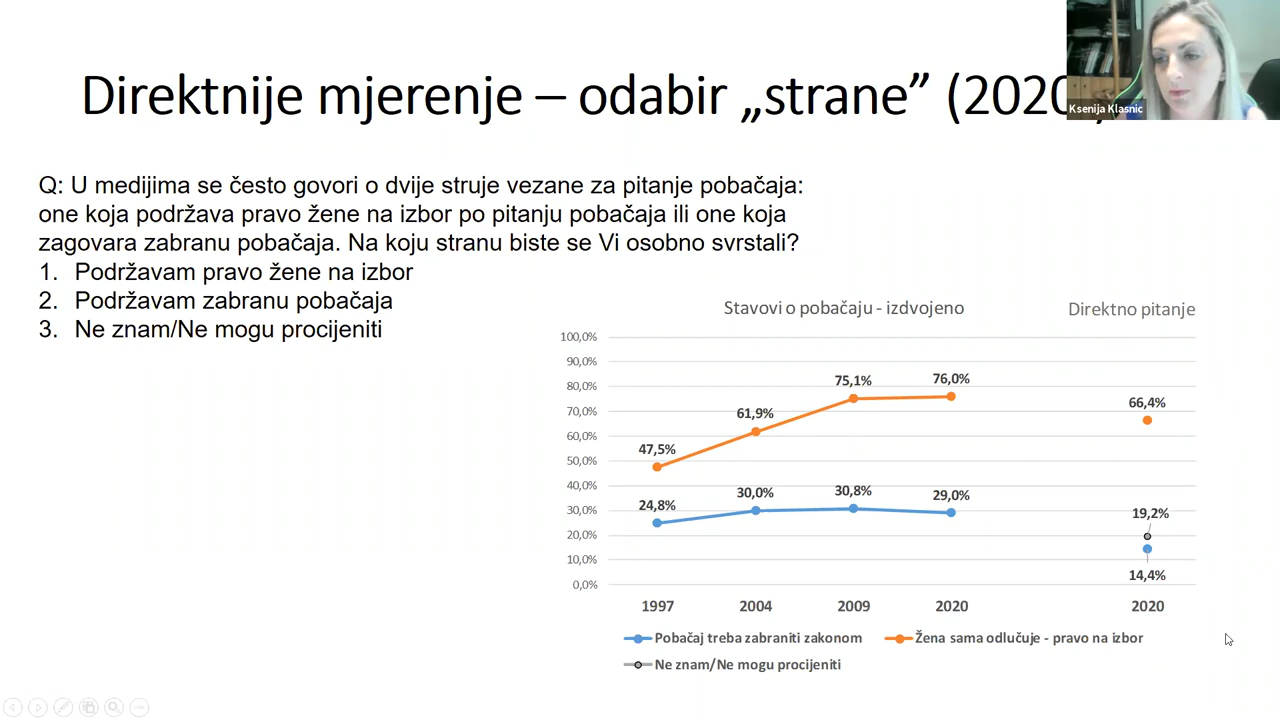 Direktnije mjerenje – odabir „strane” (2020
Ksenija Klasnic
Q: U medijima se često govori o dvije struje vezane za pitanje pobačaja:
one koja podržava pravo žene na izbor po pitanju pobačaja ili one koja
zagovara zabranu pobačaja. Na koju stranu biste se Vi osobno svrstali?
1. Podržavam pravo žene na izbor
2. Podržavam zabranu pobačaja
3. Ne znam/Ne mogu procijeniti
Stavovi o pobačaju - izdvojeno
Direktno pitanje
100,0%
90,0%
80,0%
70,0%
60,0%
50,0%
40,0%
30,0%
20,0%
10,0%
0,0%
47,5%
61,9%
75,1%
76,0%
66,4%
24,8%
30,0%
30,8%
29,0%
19,2%
14,4%
1997
2004
2009
2020
2020
Pobačaj treba zabraniti zakonom
Žena sama odlučuje - pravo na izbor
Ne znam/Ne mogu procijeniti